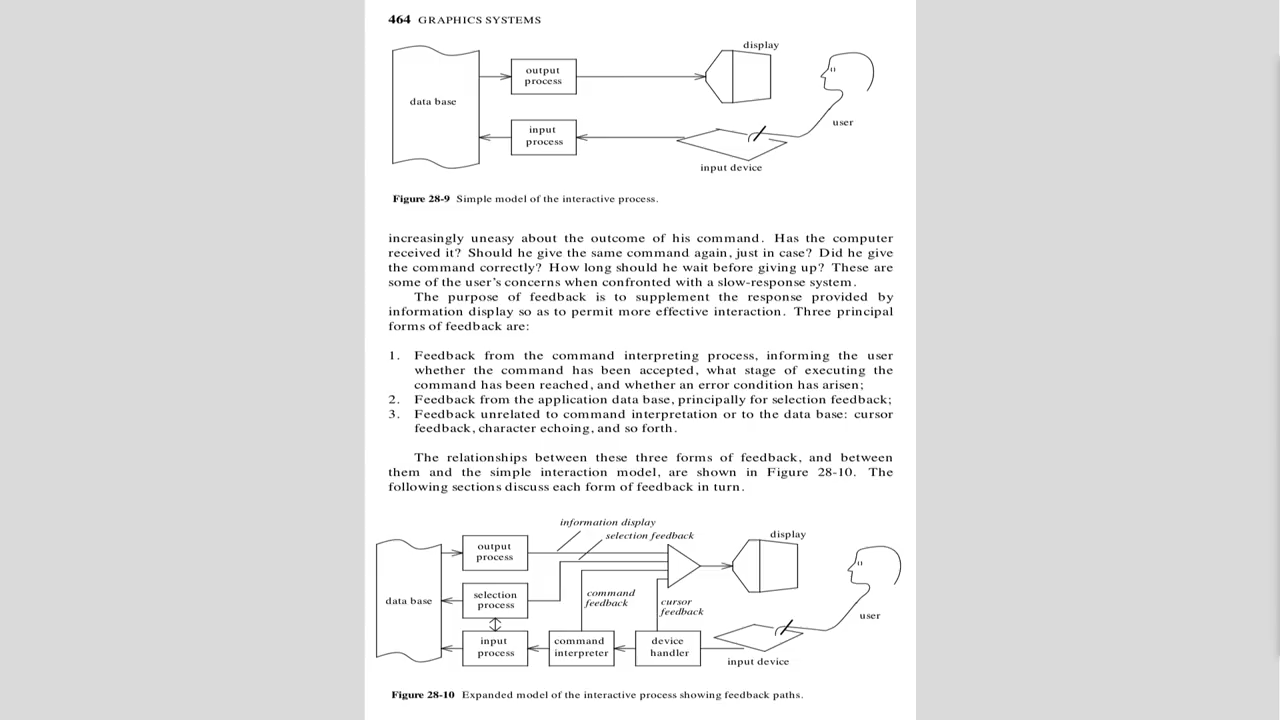 464 GRAPHICS SYSTEMS
display
output
process
data base
user
input
process
input device
Figure 28-9 Simple model of the interactive process.
increasingly uneasy about the outcome of his command. Has the computer
received it? Should he give the same command again, just in case? Did he give
the command correctly? How long should he wait before giving up? These are
some of the user's concerns when confronted with a slow-response system.
The purpose of feedback is to supplement the response provided by
information display so as to permit more effective interaction. Three principal
forms of feedback are:
1. Feedback from the command interpreting process, informing the user
whether the command has been accepted, what stage of executing the
command has been reached, and whether an error condition has arisen;
2. Feedback from the application data base, principally for selection feedback;
3. Feedback unrelated to command interpretation or to the data base: cursor
feedback, character echoing, and so forth.
The relationships between these three forms of feedback, and between
them and the simple interaction model, are shown in Figure 28-10. The
following sections discuss each form of feedback in turn.
information display
selection feedback
display
output
process
data base
selection
process
command
feedback
cursor
feedback
user
input
process
command
interpreter
device
handler
input device
Figure 28-10 Expanded model of the interactive process showing feedback paths.